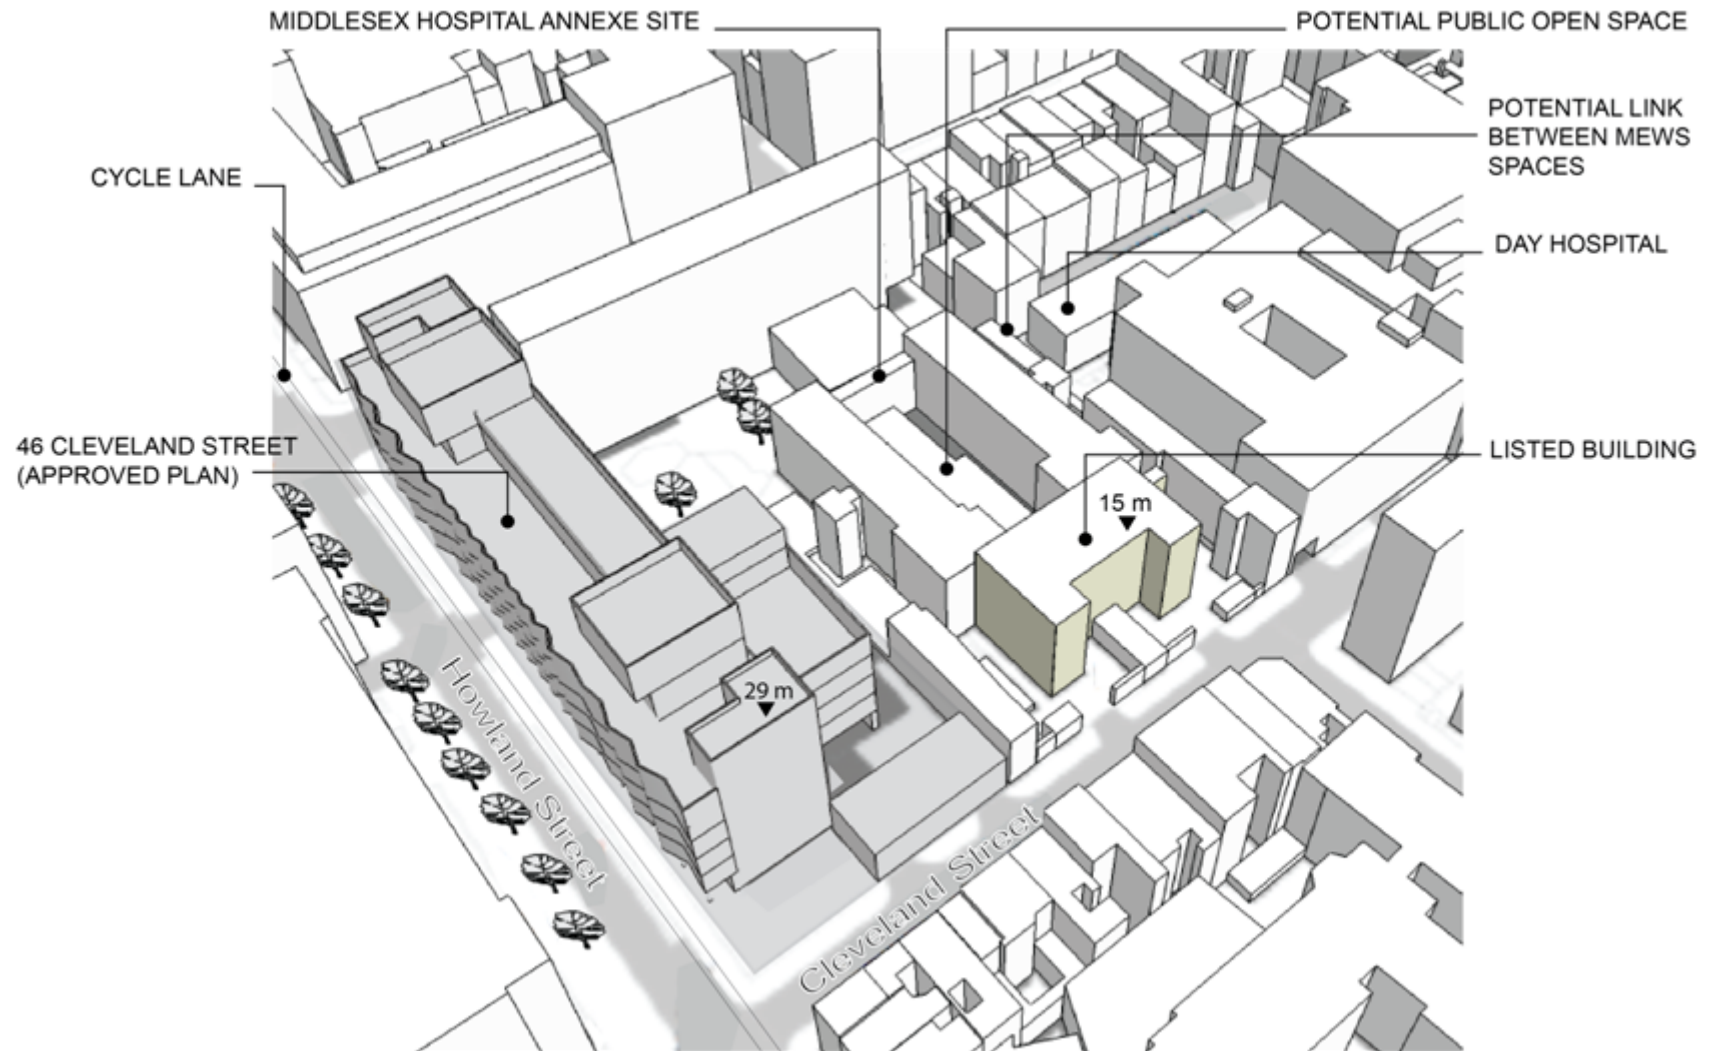 MIDDLESEX HOSPITAL ANNEXE SITE
POTENTIAL PUBLIC OPEN SPACE
POTENTIAL LINK
BETWEEN MEWS
SPACES
CYCLE LANE
DAY HOSPITAL
46 CLEVELAND STREET
(APPROVED PLAN)
LISTED BUILDING
15 m
29 m
Howland Street
Cleveland Street